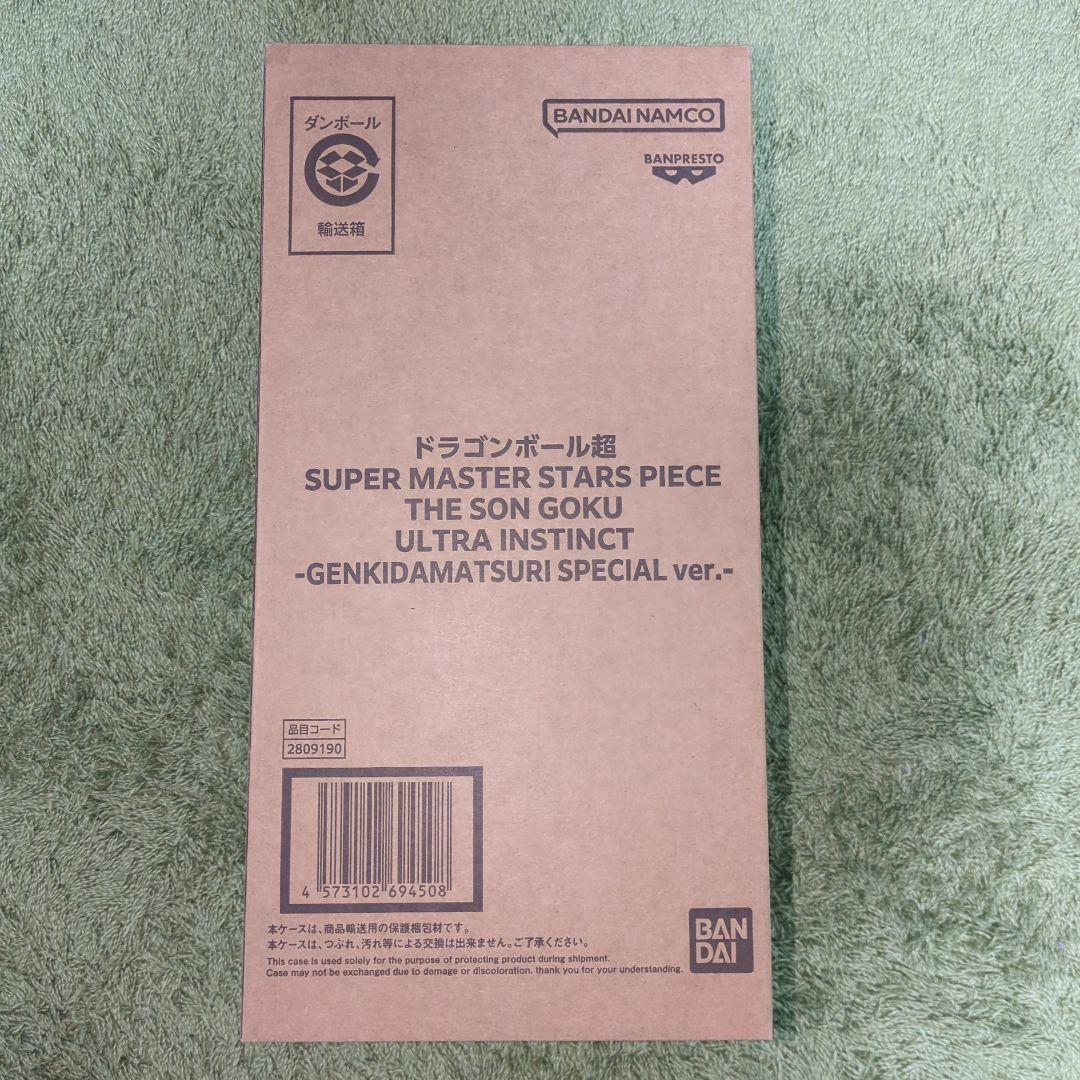 ダンボール
輸送箱
BANDAI NAMCO
BANPRESTO
ドラゴンボール超
SUPER MASTER STARS PIECE
THE SON GOKU
ULTRA INSTINCT
-GENKIDAMATSURI SPECIAL ver.-
品目コード
2809190
4 573102 694508
本ケースは、商品輸送用の保護梱包材です。
本ケースは、つぶれ、汚れ等による交換は出来ません。ご了承ください。
This case is used solely for the purpose of protecting product during shipment.
Case may not be exchanged due to damage or discoloration. thank you for your understanding.
BAN
DAI